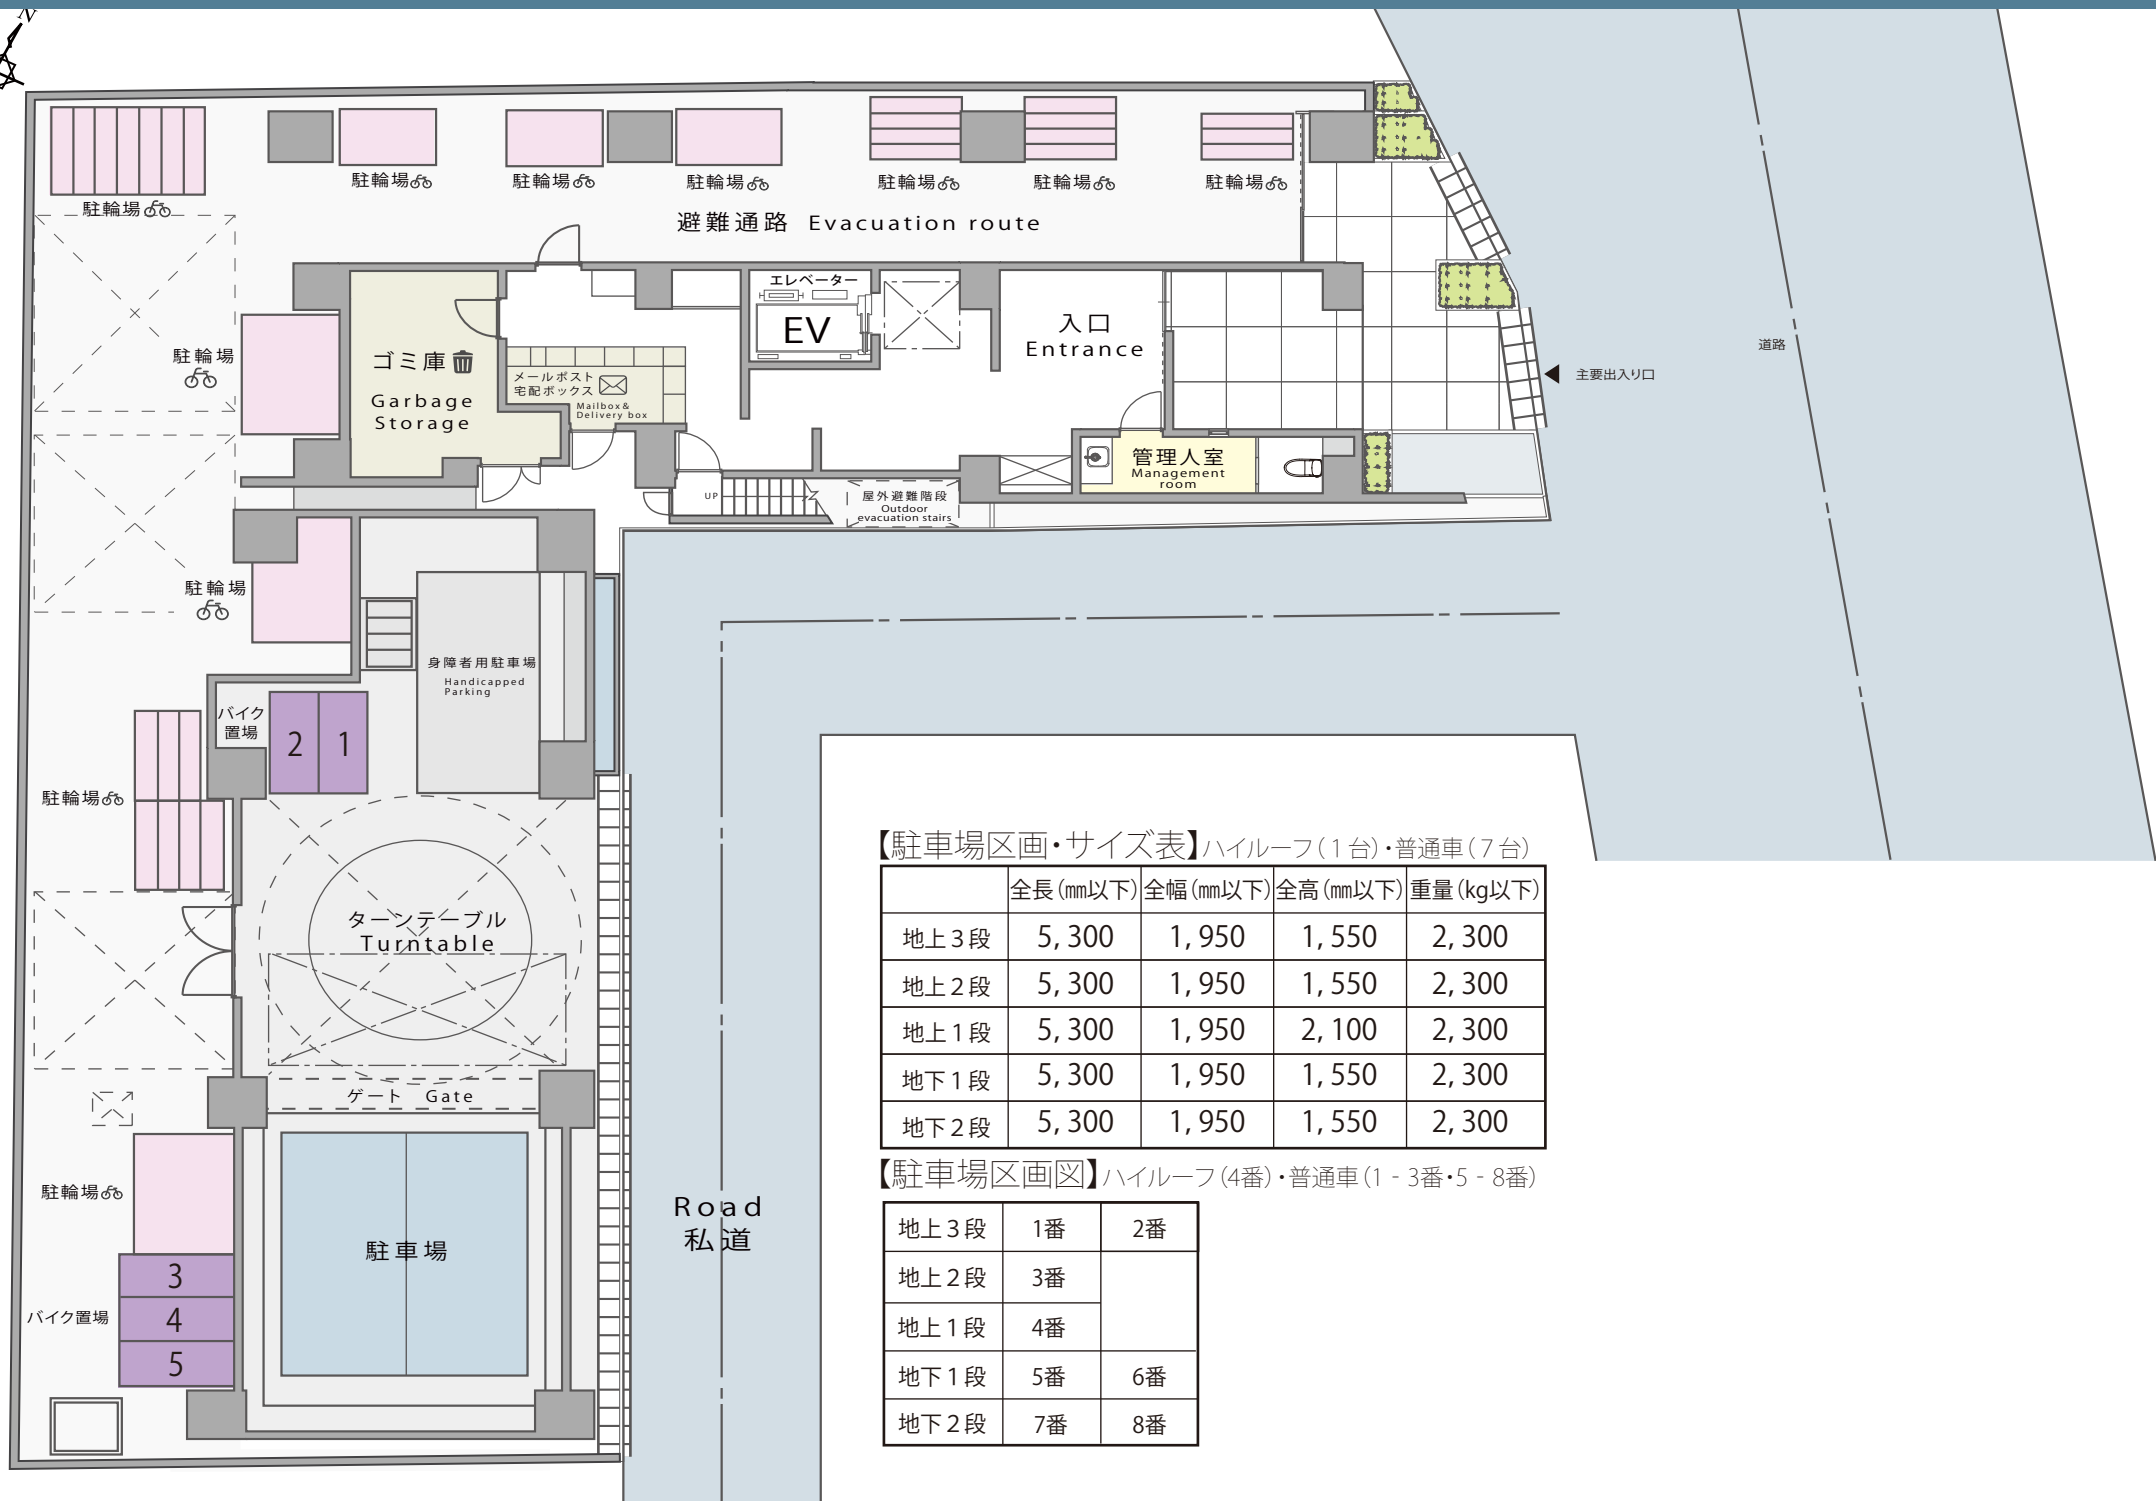 N
駐輪場
駐輪場
駐輪場
駐輪場
駐輪場
駐輪場
駐輪場
避難通路 Evacuation route
エレベーター
EV
入口
Entrance
道路
主要出入り口
駐輪場
ゴミ庫
Garbage
Storage
メールポスト
宅配ボックス
Mailbox&
Delivery box
管理人室
Management
room
UP
屋外避難階段
Outdoor
evacuation stairs
駐輪場
身障者用駐車場
Handicapped
Parking
バイク
置場
2 1
駐輪場
ターンテーブル
Turntable
ゲート Gate
駐輪場
駐車場
3
4
5
バイク置場
Road
私道
【駐車場区画・サイズ表】ハイルーフ(1台)・普通車(7台)
全長(㎜以下) 全幅(㎜以下) 全高(㎜以下) 重量(kg以下)
地上3段 5,300 1,950 1,550 2,300
地上2段 5,300 1,950 1,550 2,300
地上1段 5,300 1,950 2,100 2,300
地下1段 5,300 1,950 1,550 2,300
地下2段 5,300 1,950 1,550 2,300
【駐車場区画図】ハイルーフ(4番)・普通車(1-3番・5-8番)
地上3段 1番 2番
地上2段 3番
地上1段 4番
地下1段 5番 6番
地下2段 7番 8番